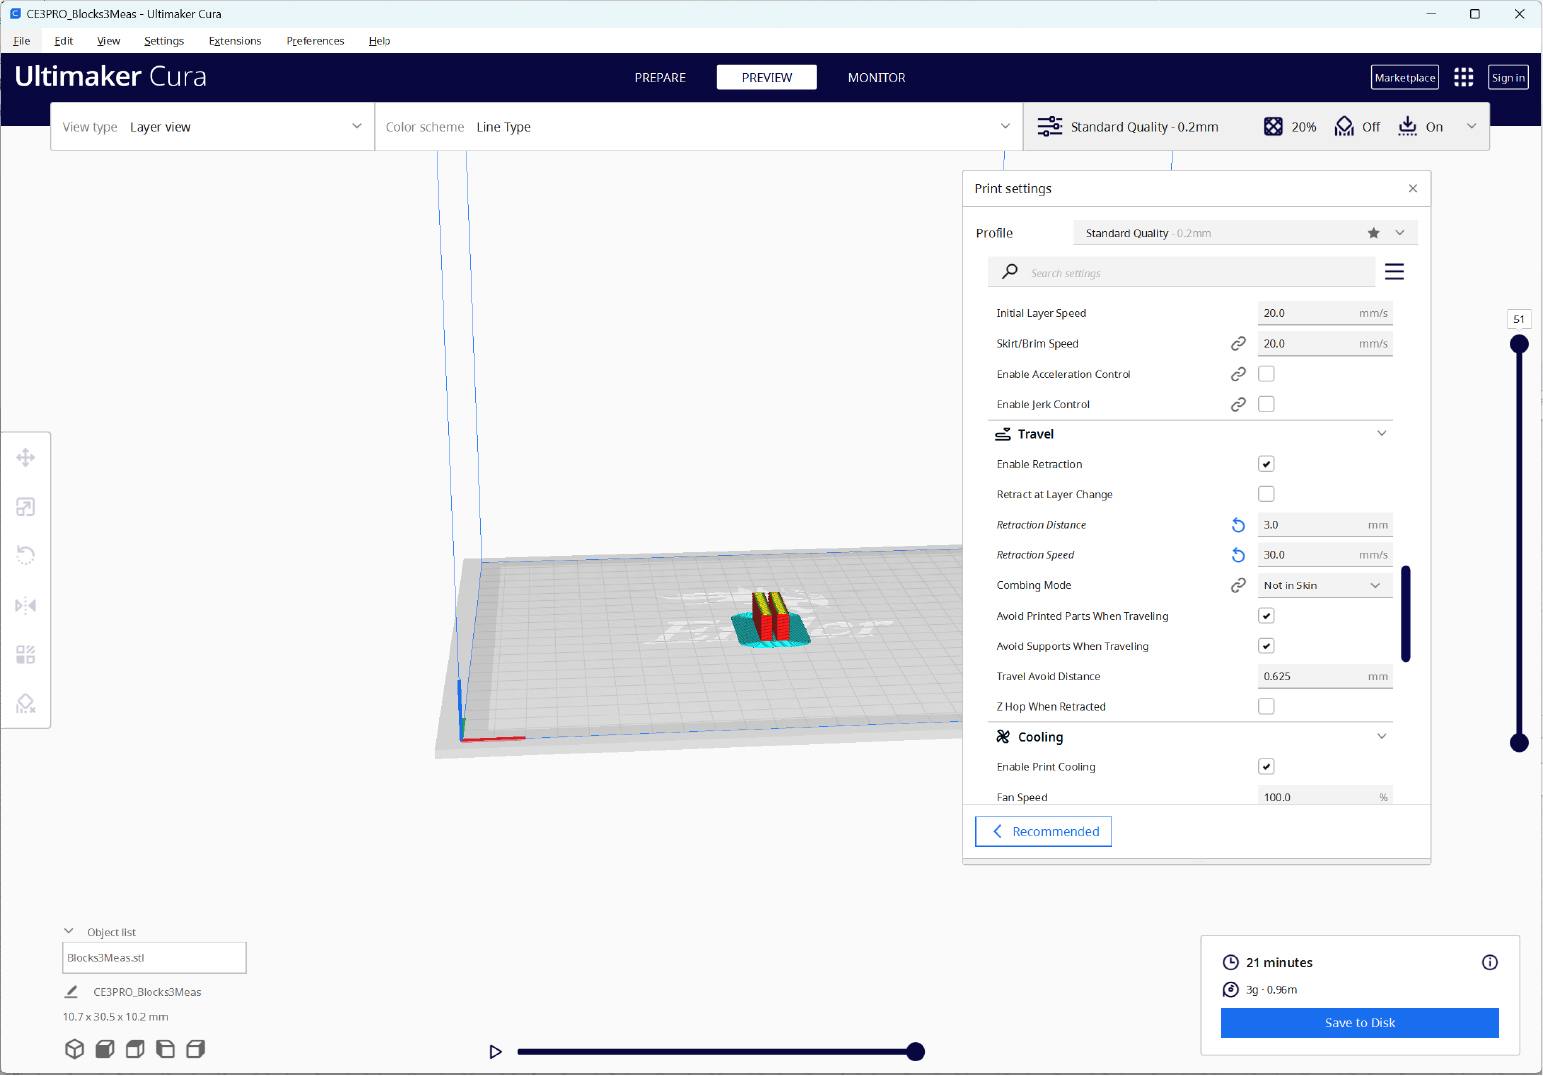 CE3PRO_Blocks3Meas - Ultimaker Cura
File Edit View Settings Extensions Preferences Help
Ultimaker Cura
PREPARE PREVIEW MONITOR
Marketplace Sign in
View type Layer view
Color scheme Line Type
Standard Quality - 0.2mm 20% Off On
Print settings
Profile Standard Quality - 0.2mm
Search settings
Initial Layer Speed 20.0 mm/s
Skirt/Brim Speed 20.0 mm/s
Enable Acceleration Control
Enable Jerk Control
Travel
Enable Retraction
Retract at Layer Change
Retraction Distance 3.0 mm
Retraction Speed 30.0 mm/s
Combing Mode Not in Skin
Avoid Printed Parts When Traveling
Avoid Supports When Traveling
Travel Avoid Distance 0.625 mm
Z Hop When Retracted
Cooling
Enable Print Cooling
Fan Speed 100.0 %
Recommended
51
Object list
Blocks3Meas.stl
CE3PRO_Blocks3Meas
10.7 x 30.5 x 10.2 mm
21 minutes
3g · 0.96m
Save to Disk